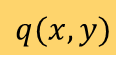 q(x, y)